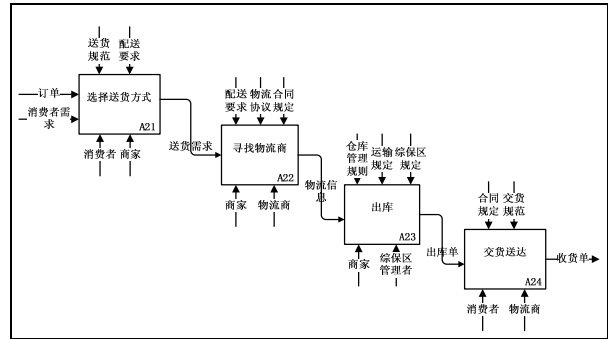 送货
规范
配送
要求
订单
消费者需
求
选择送货方式
A21
消费者
商家
送货需求
配送
要求
物流
协议
合同
规定
寻找物流商
A22
商家
物流商
物流信
息
仓库
管理
规则
运输
规定
综保区
规定
出库
A23
商家
综保区
管理者
出库单
合同
规定
交货
规范
交货送达
A24
消费者
物流商
收货单